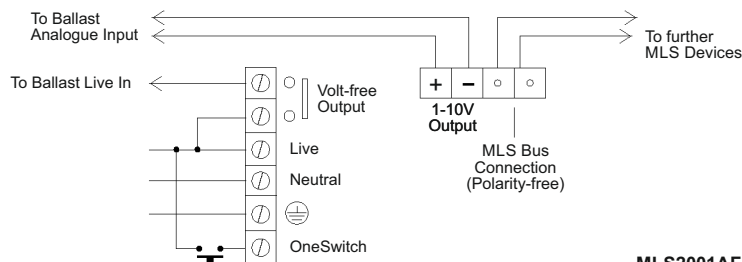 To Ballast
Analogue Input
To further
MLS Devices
To Ballast Live In
Volt-free
Output
+ −
1-10V
Output
Live
MLS Bus
Connection
(Polarity-free)
Neutral
OneSwitch